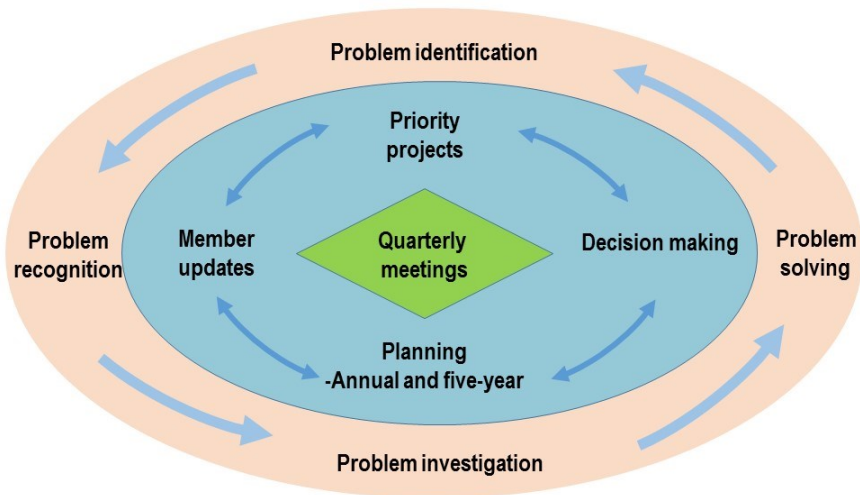 Problem identification
Priority
projects
Problem
recognition
Member
updates
Quarterly
meetings
Decision making
Problem
solving
Planning
-Annual and five-year
Problem investigation